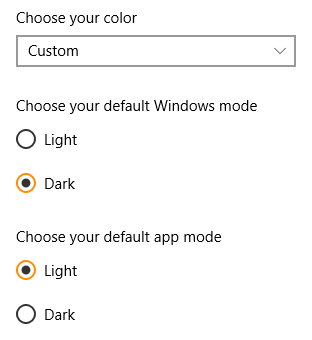 Choose your color
Custom
Choose your default Windows mode
Light
Dark
Choose your default app mode
Light
Dark